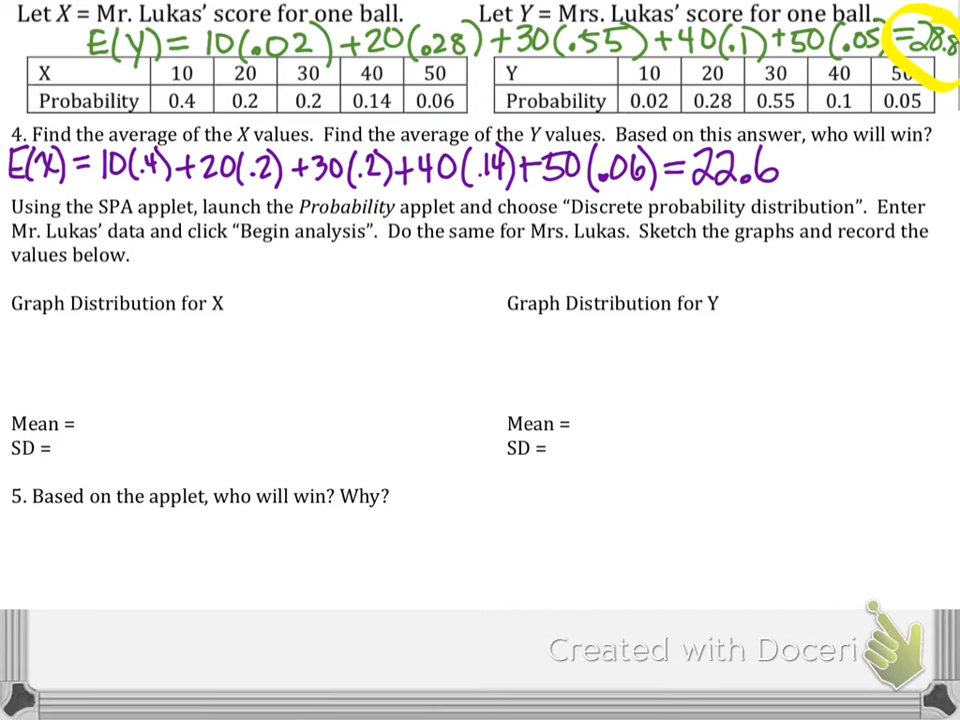 Let X = Mr. Lukas' score for one ball. Let Y = Mrs. Lukas' score for one ball.
E(Y) = 10(.02) + 20(.28) + 30(.55) + 40(.1) + 50(.05) = 28.8
X 10 20 30 40 50
Probability 0.4 0.2 0.2 0.14 0.06
Y 10 20 30 40 50
Probability 0.02 0.28 0.55 0.1 0.05
4. Find the average of the X values. Find the average of the Y values. Based on this answer, who will win?
E(X) = 10(.4) + 20(.2) + 30(.2) + 40(.14) + 50(.06) = 22.6
Using the SPA applet, launch the Probability applet and choose “Discrete probability distribution”. Enter
Mr. Lukas' data and click “Begin analysis”. Do the same for Mrs. Lukas. Sketch the graphs and record the
values below.
Graph Distribution for X Graph Distribution for Y
Mean = Mean =
SD = SD =
5. Based on the applet, who will win? Why?
Created with Doceri